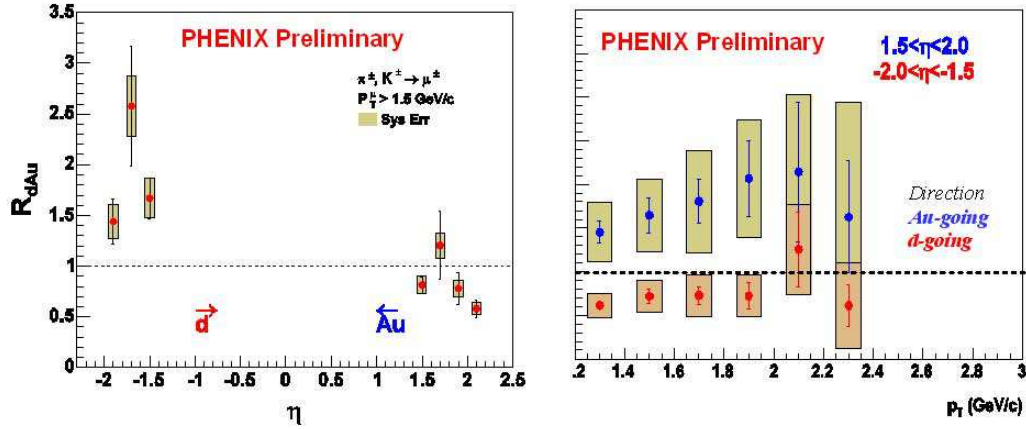 PHENIX Preliminary
π±, K± → μ±
P_T^μ > 1.5 GeV/c
Sys Err
R_dAu
3.5
3
2.5
2
1.5
1
0.5
0
d
Au
-2 -1.5 -1 -0.5 0 0.5 1 1.5 2 2.5
η
PHENIX Preliminary
1.5<η<2.0
-2.0<η<-1.5
Direction
Au-going
d-going
.2 1.4 1.6 1.8 2 2.2 2.4 2.6 2.8 3
p_T (GeV/c)